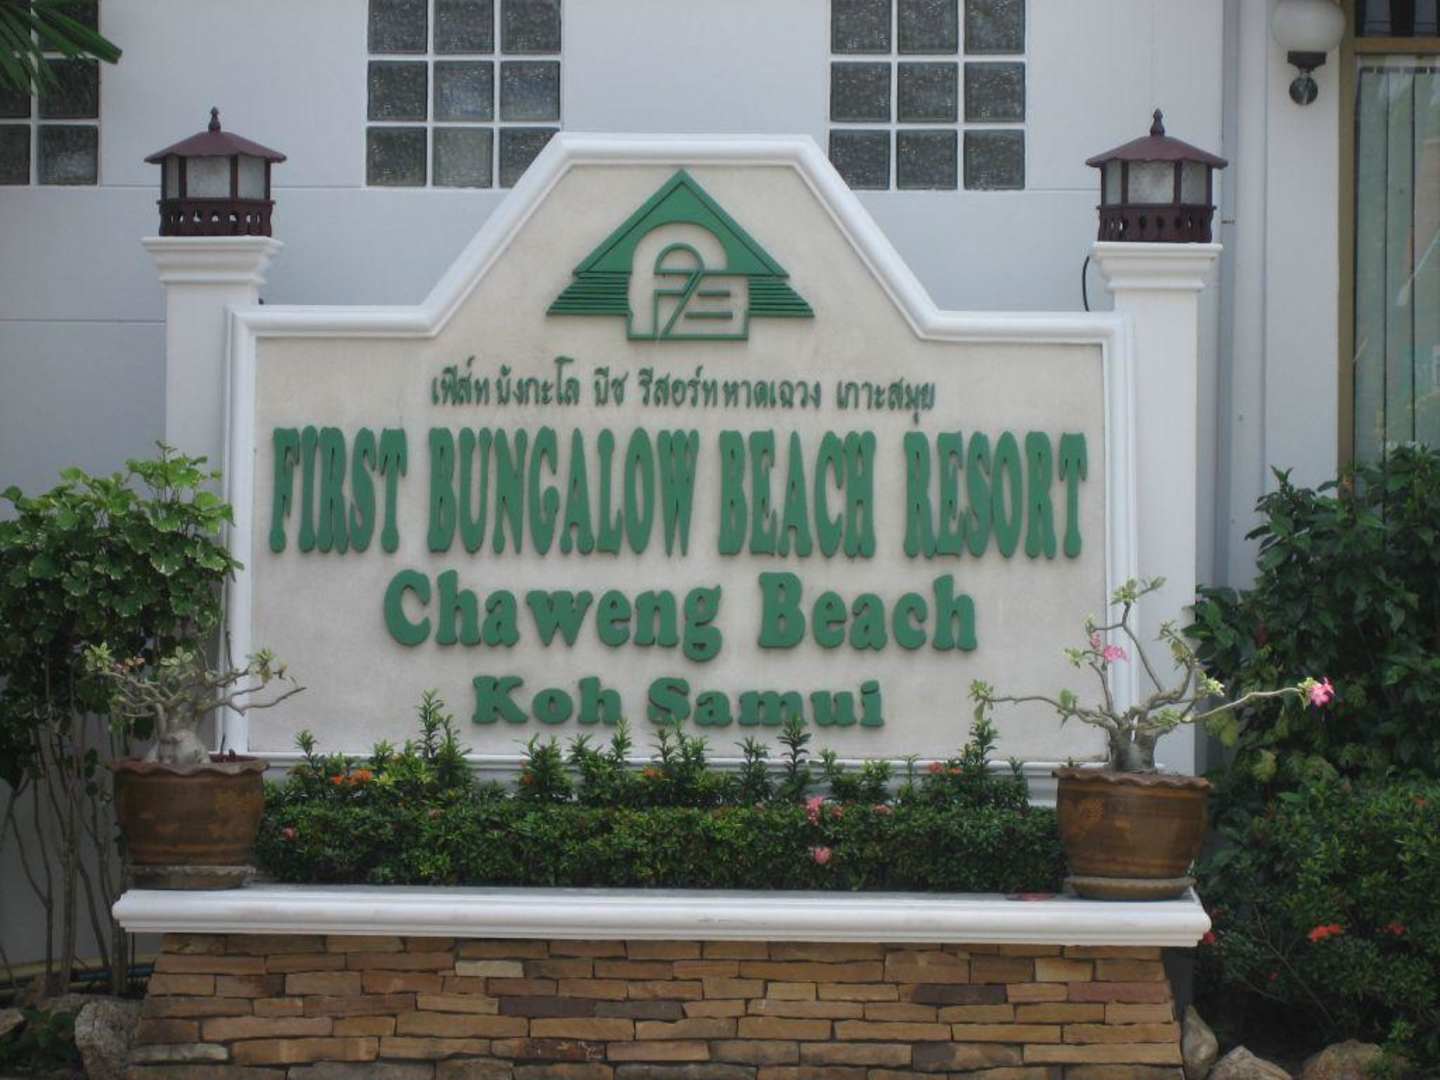 เฟิส์ท บังกะโล บีช รีสอร์ทหาดเฉวง เกาะสมุย
FIRST BUNGALOW BEACH RESORT
Chaweng Beach
Koh Samui